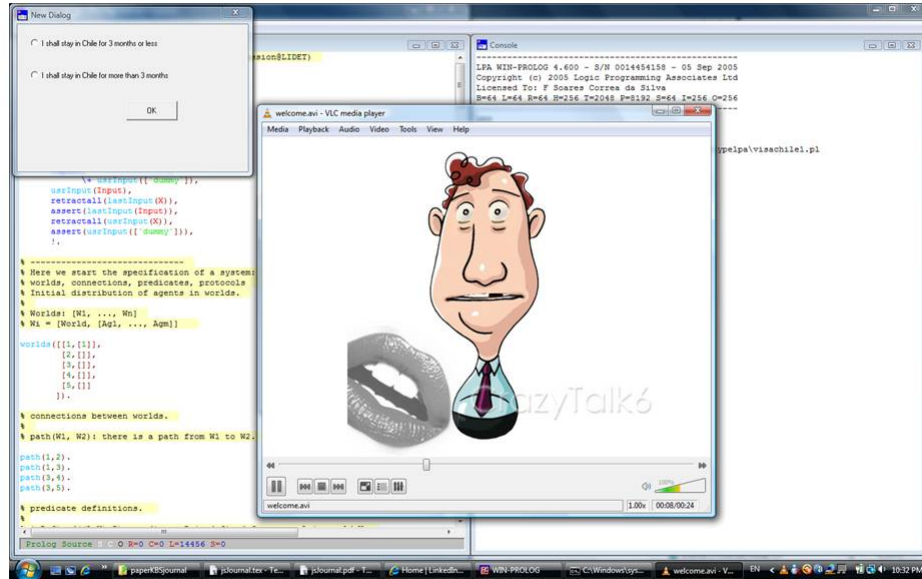 New Dialog
I shall stay in Chile for 3 months or less
I shall stay in Chile for more than 3 months
OK
ssion@LIDET)
\+ usrInput(['dummy']),
usrInput(Input),
retractall(lastInput(X)),
assert(lastInput(Input)),
retractall(usrInput(X)),
assert(usrInput(['dummy'])),
!.
% ------------------------------
% Here we start the specification of a system:
% worlds, connections, predicates, protocols
% Initial distribution of agents in worlds.
%
% Worlds: [W1, ..., Wn]
% Wi = [World, [Ag1, ..., Agm]]
worlds([[1,[1]],
[2,[]],
[3,[]],
[4,[]],
[5,[]]
]).
% connections between worlds.
%
% path(W1, W2): there is a path from W1 to W2.
path(1,2).
path(1,3).
path(3,4).
path(3,5).
% predicate definitions.
Prolog Source
R=0 C=0 L=14456 S=0
Console
LPA WIN-PROLOG 4.600 - S/N 0014454158 - 05 Sep 2005
Copyright (c) 2005 Logic Programming Associates Ltd
Licensed To: F Soares Correa da Silva
B=64 L=64 R=64 H=256 T=2048 P=8192 S=64 I=256 O=256
ypelpa\visachile1.pl
welcome.avi - VLC media player
Media Playback Audio Video Tools View Help
CrazyTalk6
100%
welcome.avi
1.00x 00:08/00:24
paperKBSjournal
jsJournal.tex - Te...
jsJournal.pdf - T...
Home | LinkedIn...
WIN-PROLOG
C:\Windows\sys...
welcome.avi - V...
EN
10:32 PM